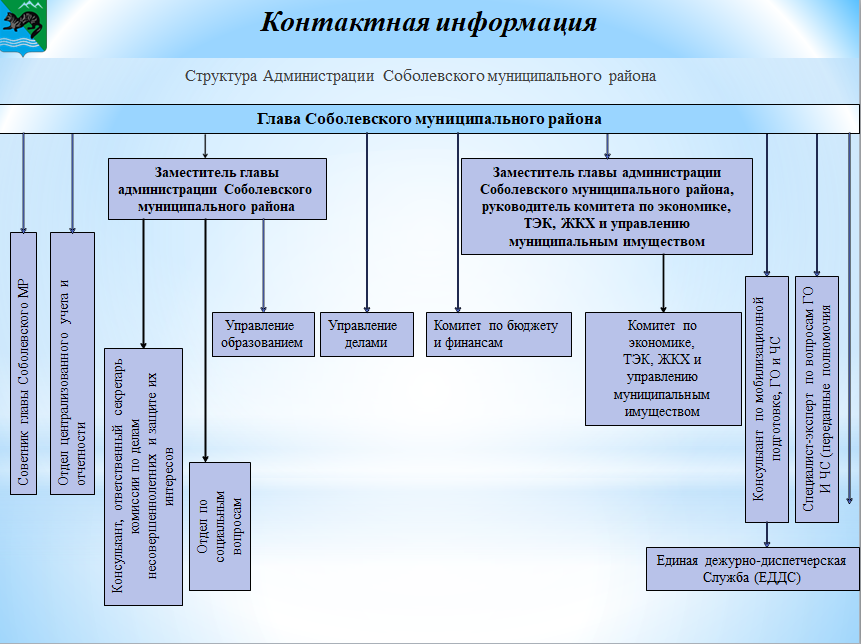 Контактная информация
Структура Администрации Соболевского муниципального района
Глава Соболевского муниципального района
Заместитель главы
администрации Соболевского
муниципального района
Заместитель главы администрации
Соболевского муниципального района,
руководитель комитета по экономике,
ТЭК, ЖКХ и управлению
муниципальным имуществом
Советник главы Соболевского МР
Отдел централизованного учета и
отчетности
Консультант, ответственный секретарь
комиссии по делам
несовершеннолетних и защите их
интересов
Отдел по
социальным
вопросам
Управление
образованием
Управление
делами
Комитет по бюджету
и финансам
Комитет по
экономике,
ТЭК, ЖКХ и
управлению
муниципальным
имуществом
Консультант по мобилизационной
подготовке, ГО и ЧС
Специалист-эксперт по вопросам ГО
И ЧС (переданные полномочия
Единая дежурно-диспетчерская
Служба (ЕДДС)